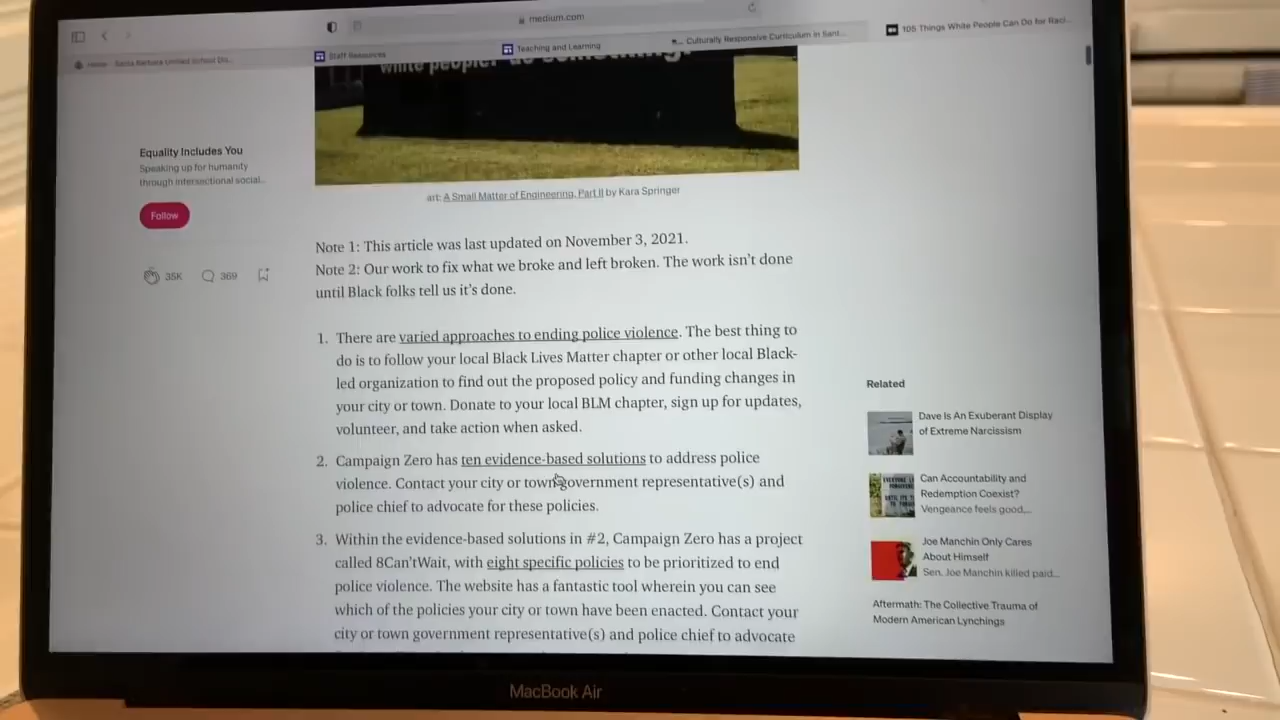 medium.com
Home - Santa Barbara Unified School Dis...
Staff Resources
Teaching and Learning
Culturally Responsive Curriculum in Sant...
105 Things White People Can Do for Raci...
white people: do something.
Equality Includes You
Speaking up for humanity
through intersectional social...
Follow
35K
369
art: A Small Matter of Engineering, Part II by Kara Springer
Note 1: This article was last updated on November 3, 2021.
Note 2: Our work to fix what we broke and left broken. The work isn't done
until Black folks tell us it's done.
1. There are varied approaches to ending police violence. The best thing to
do is to follow your local Black Lives Matter chapter or other local Black-
led organization to find out the proposed policy and funding changes in
your city or town. Donate to your local BLM chapter, sign up for updates,
volunteer, and take action when asked.
2. Campaign Zero has ten evidence-based solutions to address police
violence. Contact your city or town government representative(s) and
police chief to advocate for these policies.
3. Within the evidence-based solutions in #2, Campaign Zero has a project
called 8Can'tWait, with eight specific policies to be prioritized to end
police violence. The website has a fantastic tool wherein you can see
which of the policies your city or town have been enacted. Contact your
city or town government representative(s) and police chief to advocate
Related
Dave Is An Exuberant Display
of Extreme Narcissism
Can Accountability and
Redemption Coexist?
Vengeance feels good,...
Joe Manchin Only Cares
About Himself
Sen. Joe Manchin killed paid...
Aftermath: The Collective Trauma of
Modern American Lynchings
MacBook Air